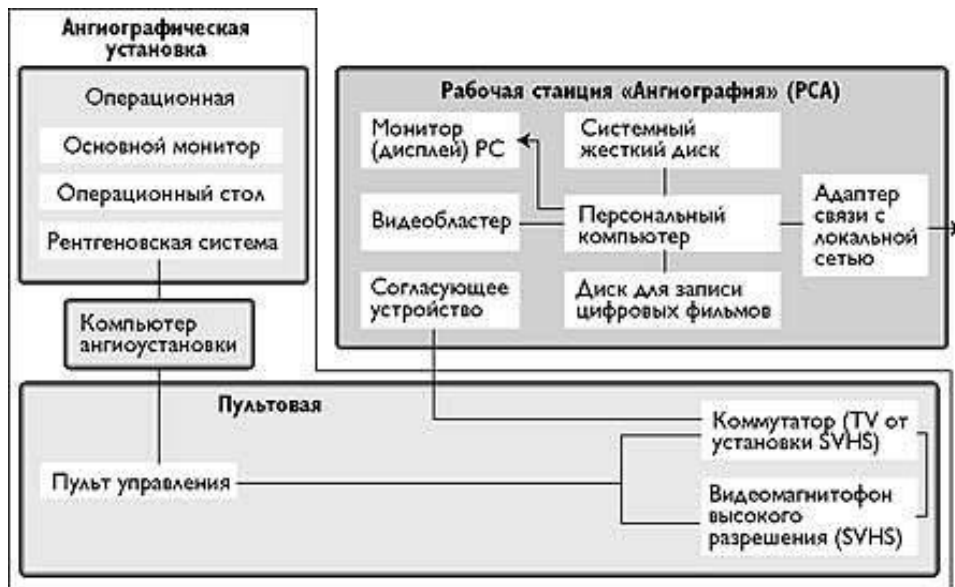 Ангиографическая
установка
Операционная
Основной монитор
Операционный стол
Рентгеновская система
Компьютер
ангиоустановки
Рабочая станция «Ангиография» (РСА)
Монитор
(дисплей) РС
Системный
жесткий диск
Видеобластер
Персональный
компьютер
Адаптер
связи с
локальной
сетью
Согласующее
устройство
Диск для записи
цифровых фильмов
Пультовая
Пульт управления
Коммутатор (TV от
установки SVHS)
Видеомагнитофон
высокого
разрешения (SVHS)